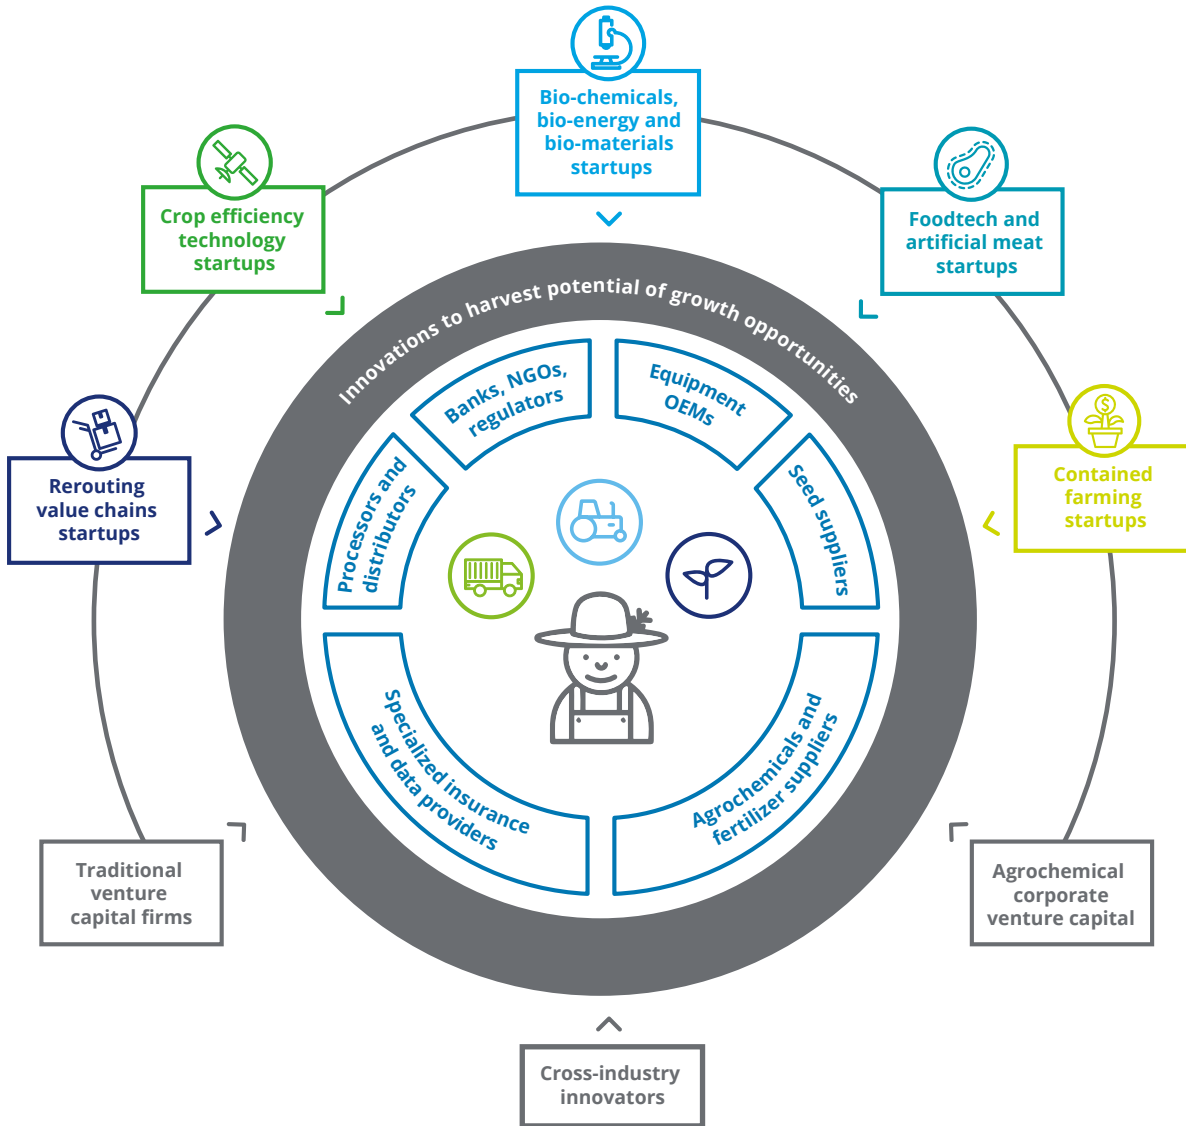 Bio-chemicals,
bio-energy and
bio-materials
startups
Crop efficiency
technology
startups
Foodtech and
artificial meat
startups
Innovations to harvest potential of growth opportunities
Banks, NGOs,
regulators
Equipment
OEMs
Rerouting
value chains
startups
Processors and
distributors
Seed suppliers
Contained
farming
startups
$
Specialized insurance
and data providers
Agrochemicals and
fertilizer suppliers
Traditional
venture
capital firms
Agrochemical
corporate
venture capital
Cross-industry
innovators